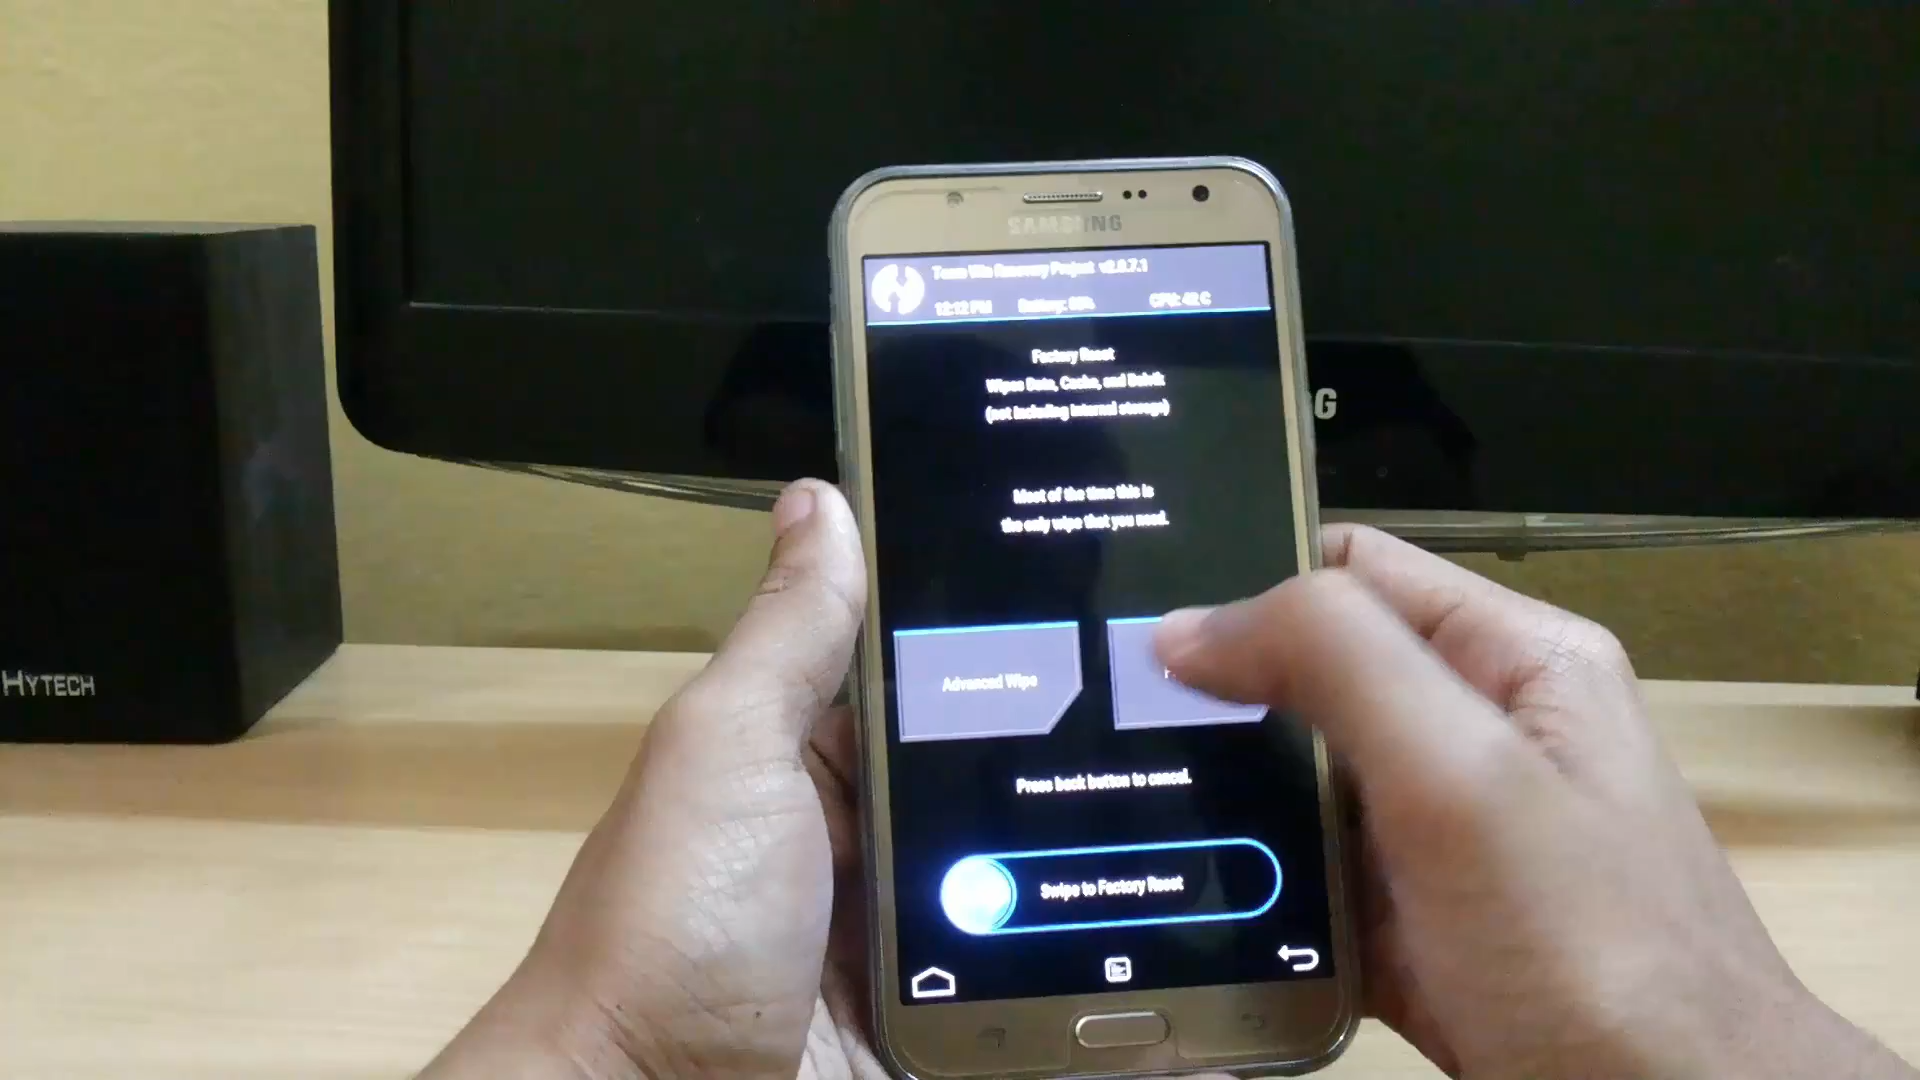 SAMSUNG
Team Win Recovery Project v2.8.7.1
12:12 PM Battery: CPU: 42 C
Factory Reset
Wipes Data, Cache, and Dalvik
(not including internal storage)
Most of the time this is
the only wipe that you need.
Advanced Wipe
Press back button to cancel.
Swipe to Factory Reset
G
HYTECH